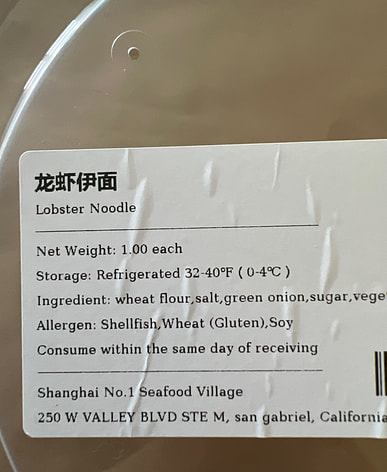 龙虾伊面
Lobster Noodle
Net Weight: 1.00 each
Storage: Refrigerated 32-40°F ( 0-4℃ )
Ingredient: wheat flour,salt,green onion,sugar,vege
Allergen: Shellfish,Wheat (Gluten),Soy
Consume within the same day of receiving
Shanghai No.1 Seafood Village
250 W VALLEY BLVD STE M, san gabriel, California